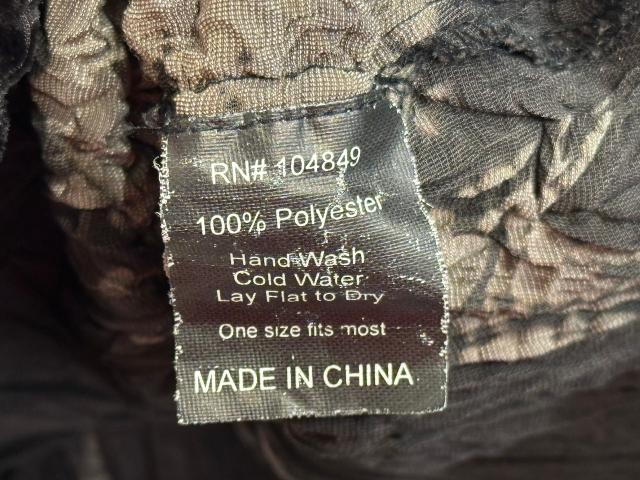 RN# 104849
100% Polyester
Hand Wash
Cold Water
Lay Flat to Dry
One size fits most
MADE IN CHINA